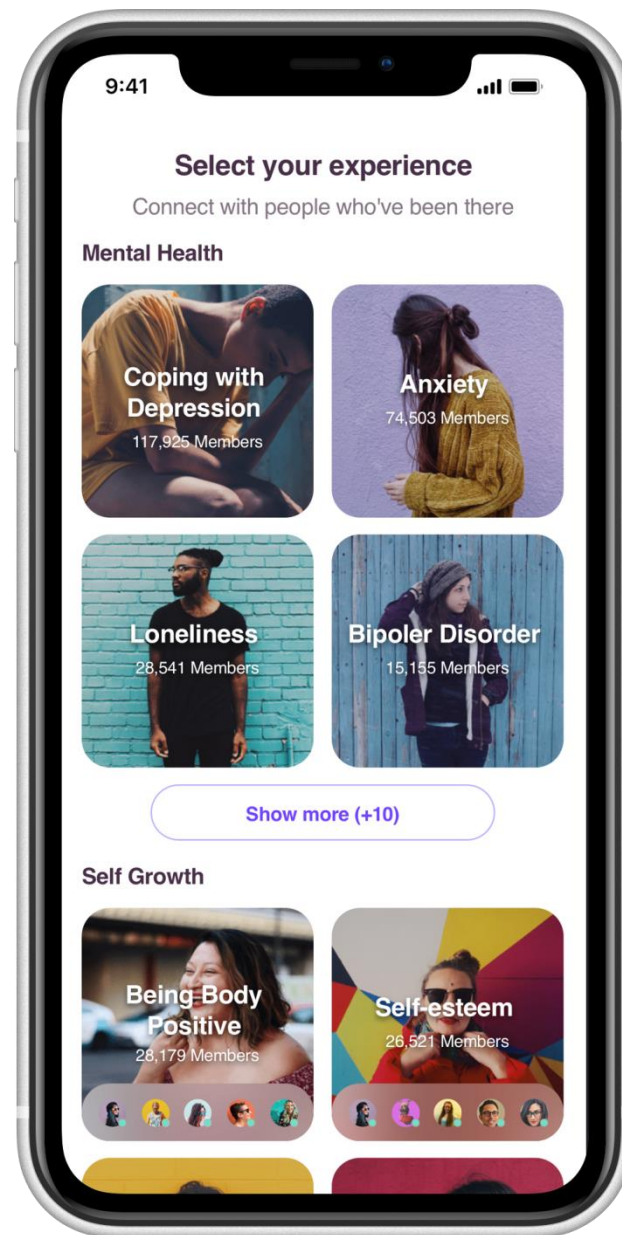 9:41
Select your experience
Connect with people who've been there
Mental Health
Coping with
Depression
117,925 Members
Anxiety
74,503 Members
Loneliness
28,541 Members
Bipoler Disorder
15,155 Members
Show more (+10)
Self Growth
Being Body
Positive
28,179 Members
Self-esteem
26,521 Members